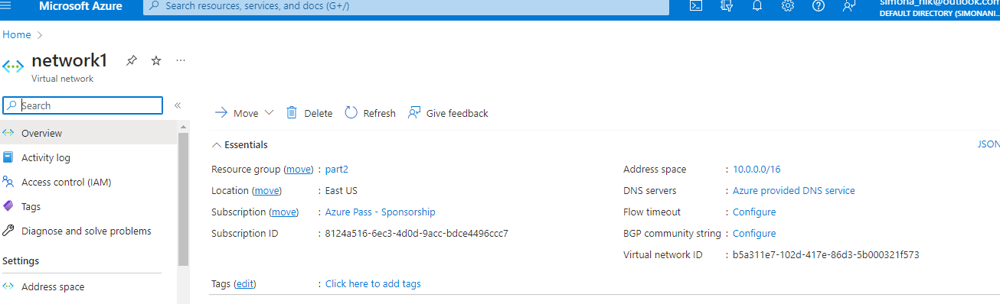 Microsoft Azure
Search resources, services, and docs (G+/)
simona_nik@outlook.com
DEFAULT DIRECTORY (SIMONANI...
Home
network1
Virtual network
Search
Move
Delete
Refresh
Give feedback
Overview
Activity log
Access control (IAM)
Tags
Diagnose and solve problems
Settings
Address space
Essentials
JSON
Resource group (move) : part2
Location (move) : East US
Subscription (move) : Azure Pass - Sponsorship
Subscription ID : 8124a516-6ec3-4d0d-9acc-bdce4496ccc7
Address space : 10.0.0.0/16
DNS servers : Azure provided DNS service
Flow timeout : Configure
BGP community string : Configure
Virtual network ID : b5a311e7-102d-417e-86d3-5b000321f573
Tags (edit) : Click here to add tags